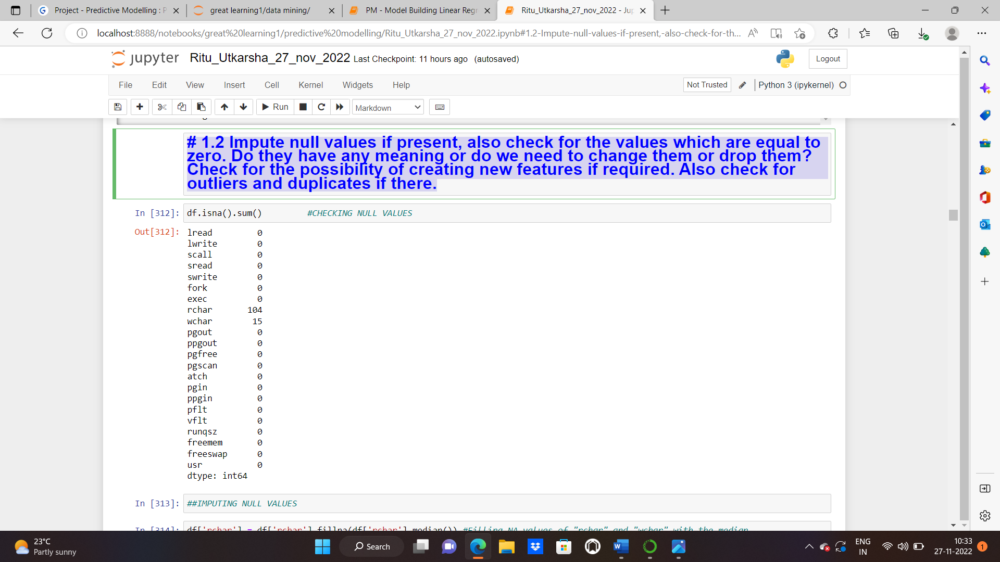 Project - Predictive Modelling : P
great learning1/data mining/
PM - Model Building Linear Regr
Ritu_Utkarsha_27_nov_2022 - Jup
localhost:8888/notebooks/great%20learning1/predictive%20modelling/Ritu_Utkarsha_27_nov_2022.ipynb#1.2-Impute-null-values-if-present,-also-check-for-th...
jupyter Ritu_Utkarsha_27_nov_2022 Last Checkpoint: 11 hours ago (autosaved)
Logout
File Edit View Insert Cell Kernel Widgets Help
Not Trusted Python 3 (ipykernel)
Run Markdown
# 1.2 Impute null values if present, also check for the values which are equal to
zero. Do they have any meaning or do we need to change them or drop them?
Check for the possibility of creating new features if required. Also check for
outliers and duplicates if there.
In [312]: df.isna().sum() #CHECKING NULL VALUES
Out[312]: lread 0
lwrite 0
scall 0
sread 0
swrite 0
fork 0
exec 0
rchar 104
wchar 15
pgout 0
ppgout 0
pgfree 0
pgscan 0
atch 0
pgin 0
ppgin 0
pflt 0
vflt 0
runqsz 0
freemem 0
freeswap 0
usr 0
dtype: int64
In [313]: ##IMPUTING NULL VALUES
In [314]: df['rchar'] = df['rchar'].fillna(df['rchar'].median()) #Filling NA values of "rchar" and "wchar" with the median
23°C
Partly sunny
Search
ENG
IN
10:33
27-11-2022
1